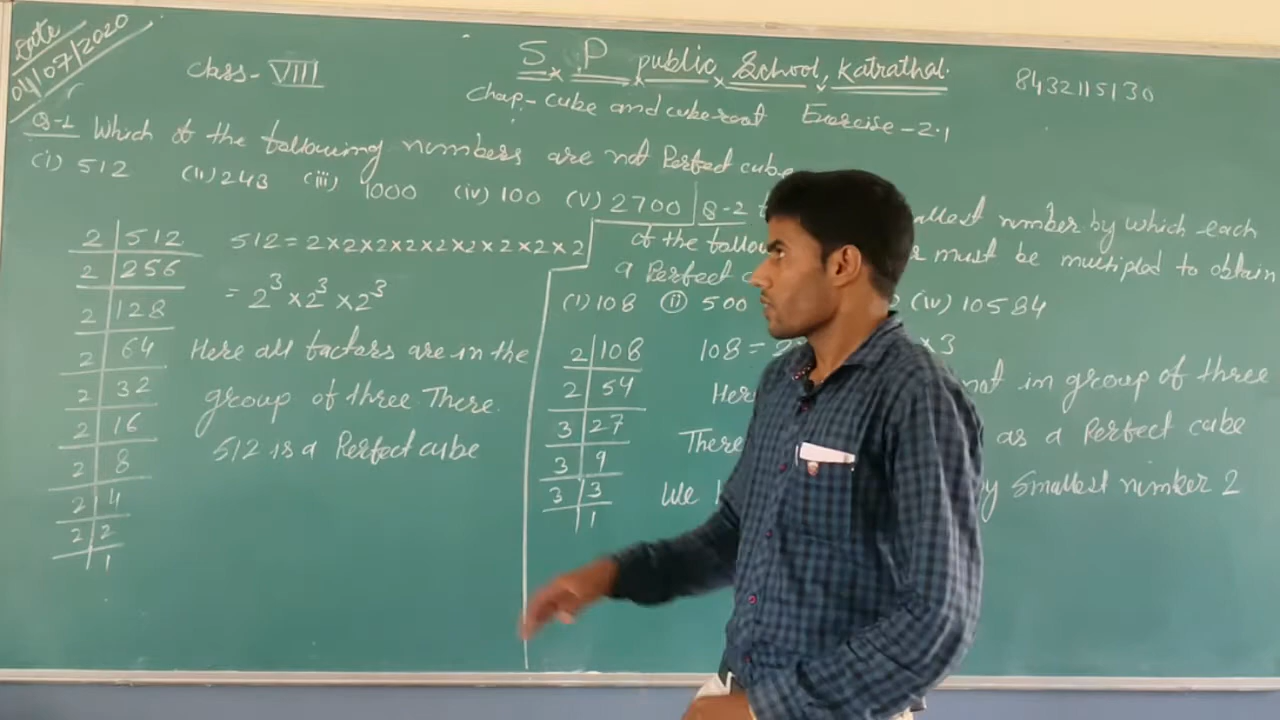 Date
04/07/2020
Class - VIII
S. P public School, Katrathal.
8432115130
Chap - cube and cube-root Exercise - 2.1
Q-1 Which of the following numbers are not Perfect cube
(i) 512 (ii) 243 (iii) 1000 (iv) 100 (v) 2700
2 | 512
2 | 256
2 | 128
2 | 64
2 | 32
2 | 16
2 | 8
2 | 4
2 | 2
1
512 = 2×2×2×2×2×2×2×2×2
= 2³ × 2³ × 2³
Here all factors are in the
group of three. There.
512 is a Perfect cube
Q-2 number by which each
of the must be multipled to obtain
a Perfect
(i) 108 (ii) 500 (iv) 10584
2 | 108
2 | 54
3 | 27
3 | 9
3 | 3
1
108 = ×3
not in group of three
as a Perfect cube
We smallest number 2